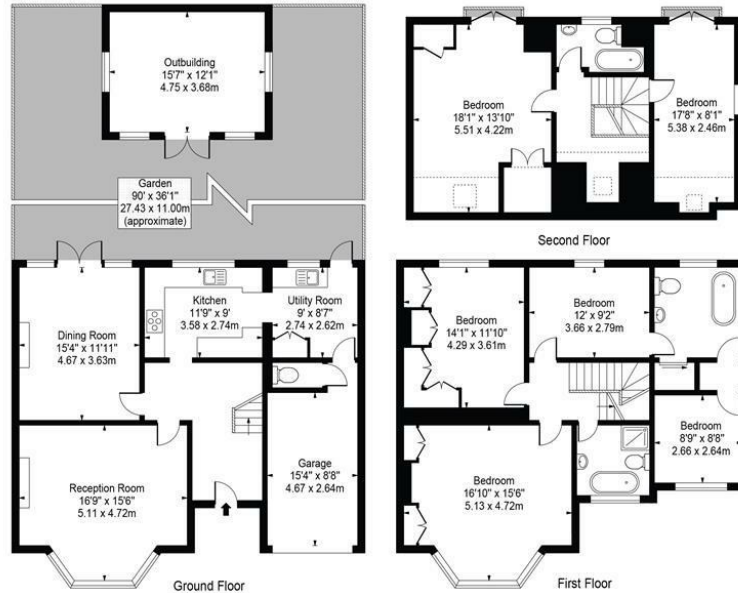 Outbuilding
15'7" x 12'1"
4.75 x 3.68m
Garden
90' x 36'1"
27.43 x 11.00m
(approximate)
Kitchen
11'9" x 9'
3.58 x 2.74m
Utility Room
9' x 8'7"
2.74 x 2.62m
Dining Room
15'4" x 11'11"
4.67 x 3.63m
Reception Room
16'9" x 15'6"
5.11 x 4.72m
Garage
15'4" x 8'8"
4.67 x 2.64m
Ground Floor
Bedroom
18'1" x 13'10"
5.51 x 4.22m
Bedroom
17'8" x 8'1"
5.38 x 2.46m
Second Floor
Bedroom
14'1" x 11'10"
4.29 x 3.61m
Bedroom
12' x 9'2"
3.66 x 2.79m
Bedroom
8'9" x 8'8"
2.66 x 2.64m
Bedroom
16'10" x 15'6"
5.13 x 4.72m
First Floor